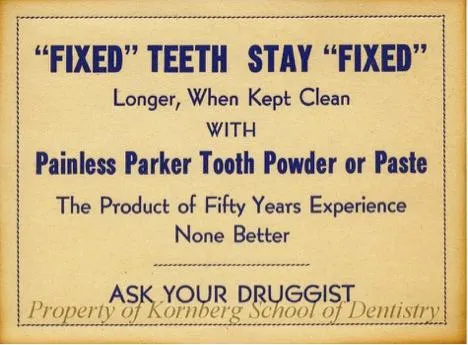 “FIXED” TEETH STAY “FIXED”
Longer, When Kept Clean
WITH
Painless Parker Tooth Powder or Paste
The Product of Fifty Years Experience
None Better
ASK YOUR DRUGGIST
Property of Kornberg School of Dentistry